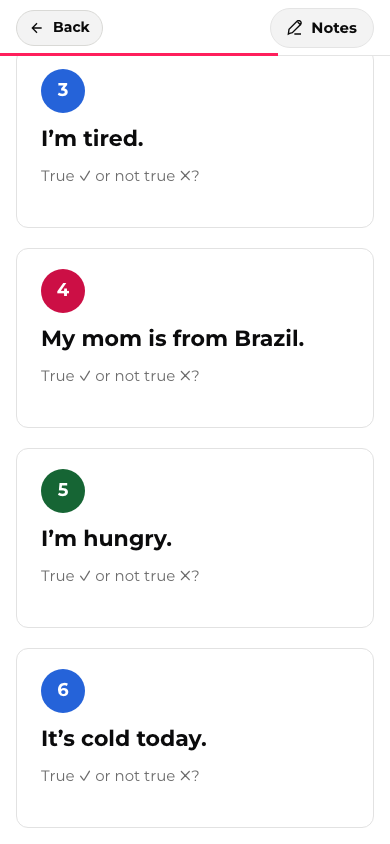 Back
Notes
3
I’m tired.
True ✓ or not true ✕?
4
My mom is from Brazil.
True ✓ or not true ✕?
5
I’m hungry.
True ✓ or not true ✕?
6
It’s cold today.
True ✓ or not true ✕?